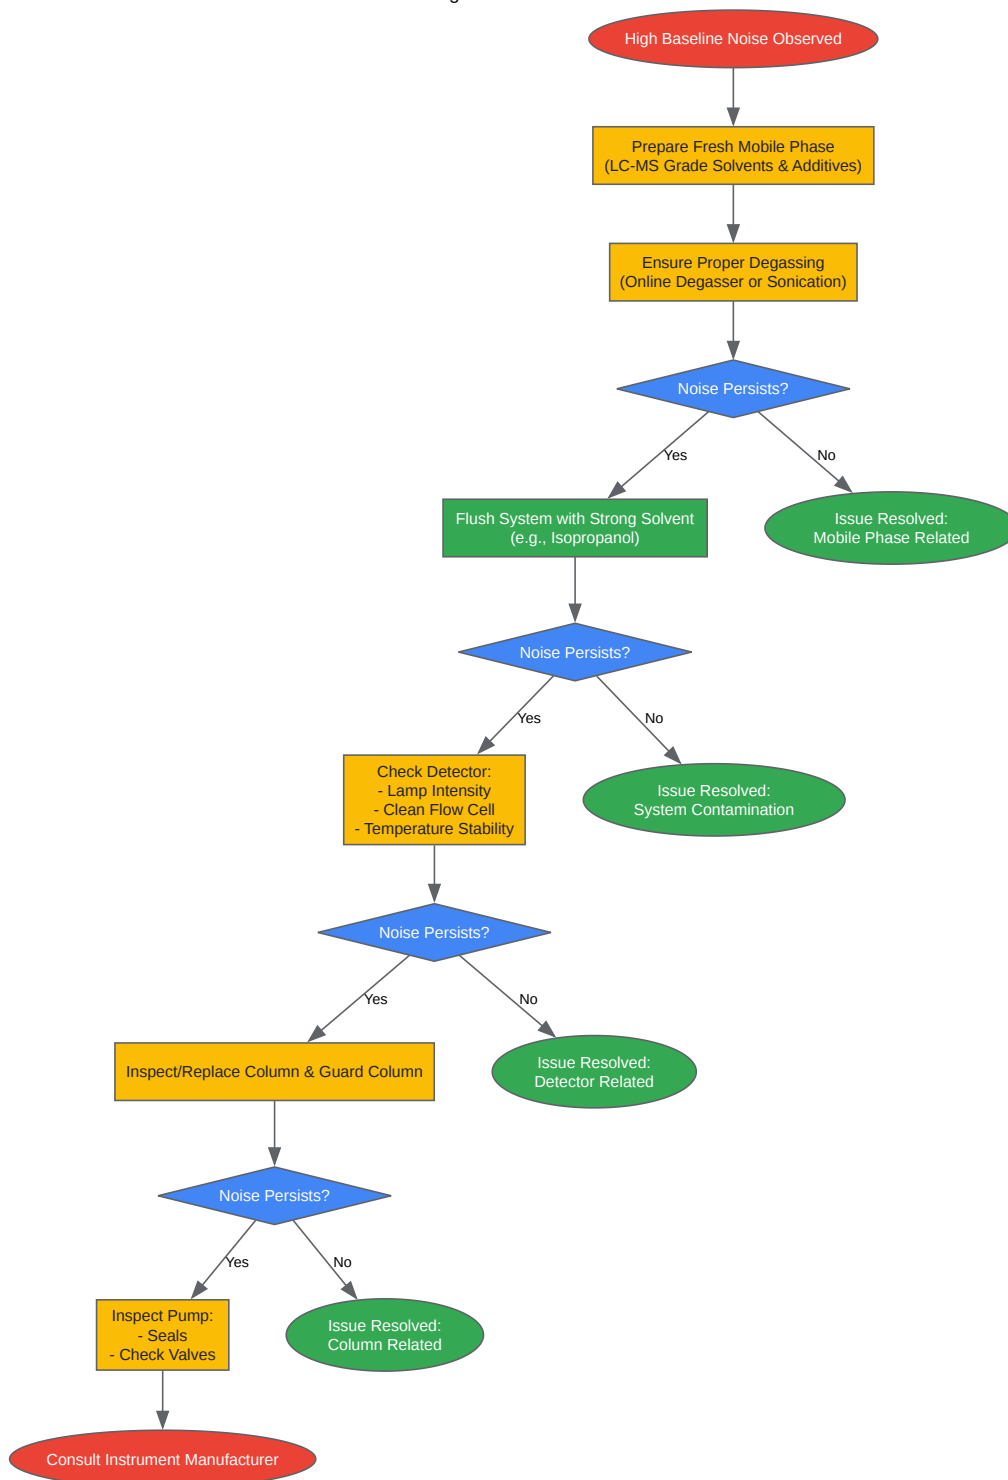 High Baseline Noise Observed
Prepare Fresh Mobile Phase
(LC-MS Grade Solvents & Additives)
Ensure Proper Degassing
(Online Degasser or Sonication)
Noise Persists?
Yes
No
Flush System with Strong Solvent
(e.g., Isopropanol)
Issue Resolved:
Mobile Phase Related
Noise Persists?
Yes
No
Check Detector:
- Lamp Intensity
- Clean Flow Cell
- Temperature Stability
Issue Resolved:
System Contamination
Noise Persists?
Yes
No
Inspect/Replace Column & Guard Column
Issue Resolved:
Detector Related
Noise Persists?
Yes
No
Inspect Pump:
- Seals
- Check Valves
Issue Resolved:
Column Related
Consult Instrument Manufacturer